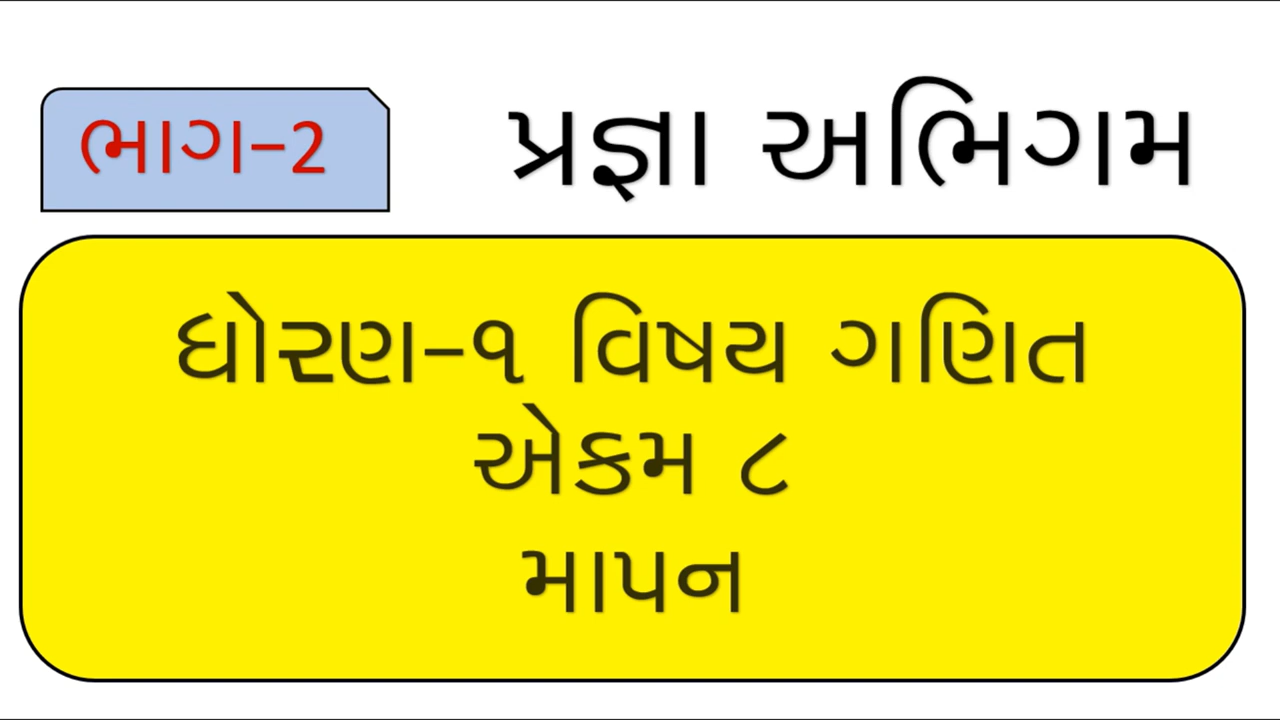 ભાગ-2
પ્રજ્ઞા અભિગમ
ધોરણ-૧ વિષય ગણિત
એકમ ૮
માપન